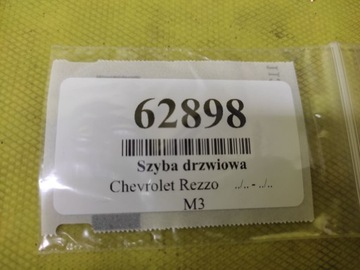 62898
Szyba drzwiowa
Chevrolet Rezzo ../.. - ../..
M3